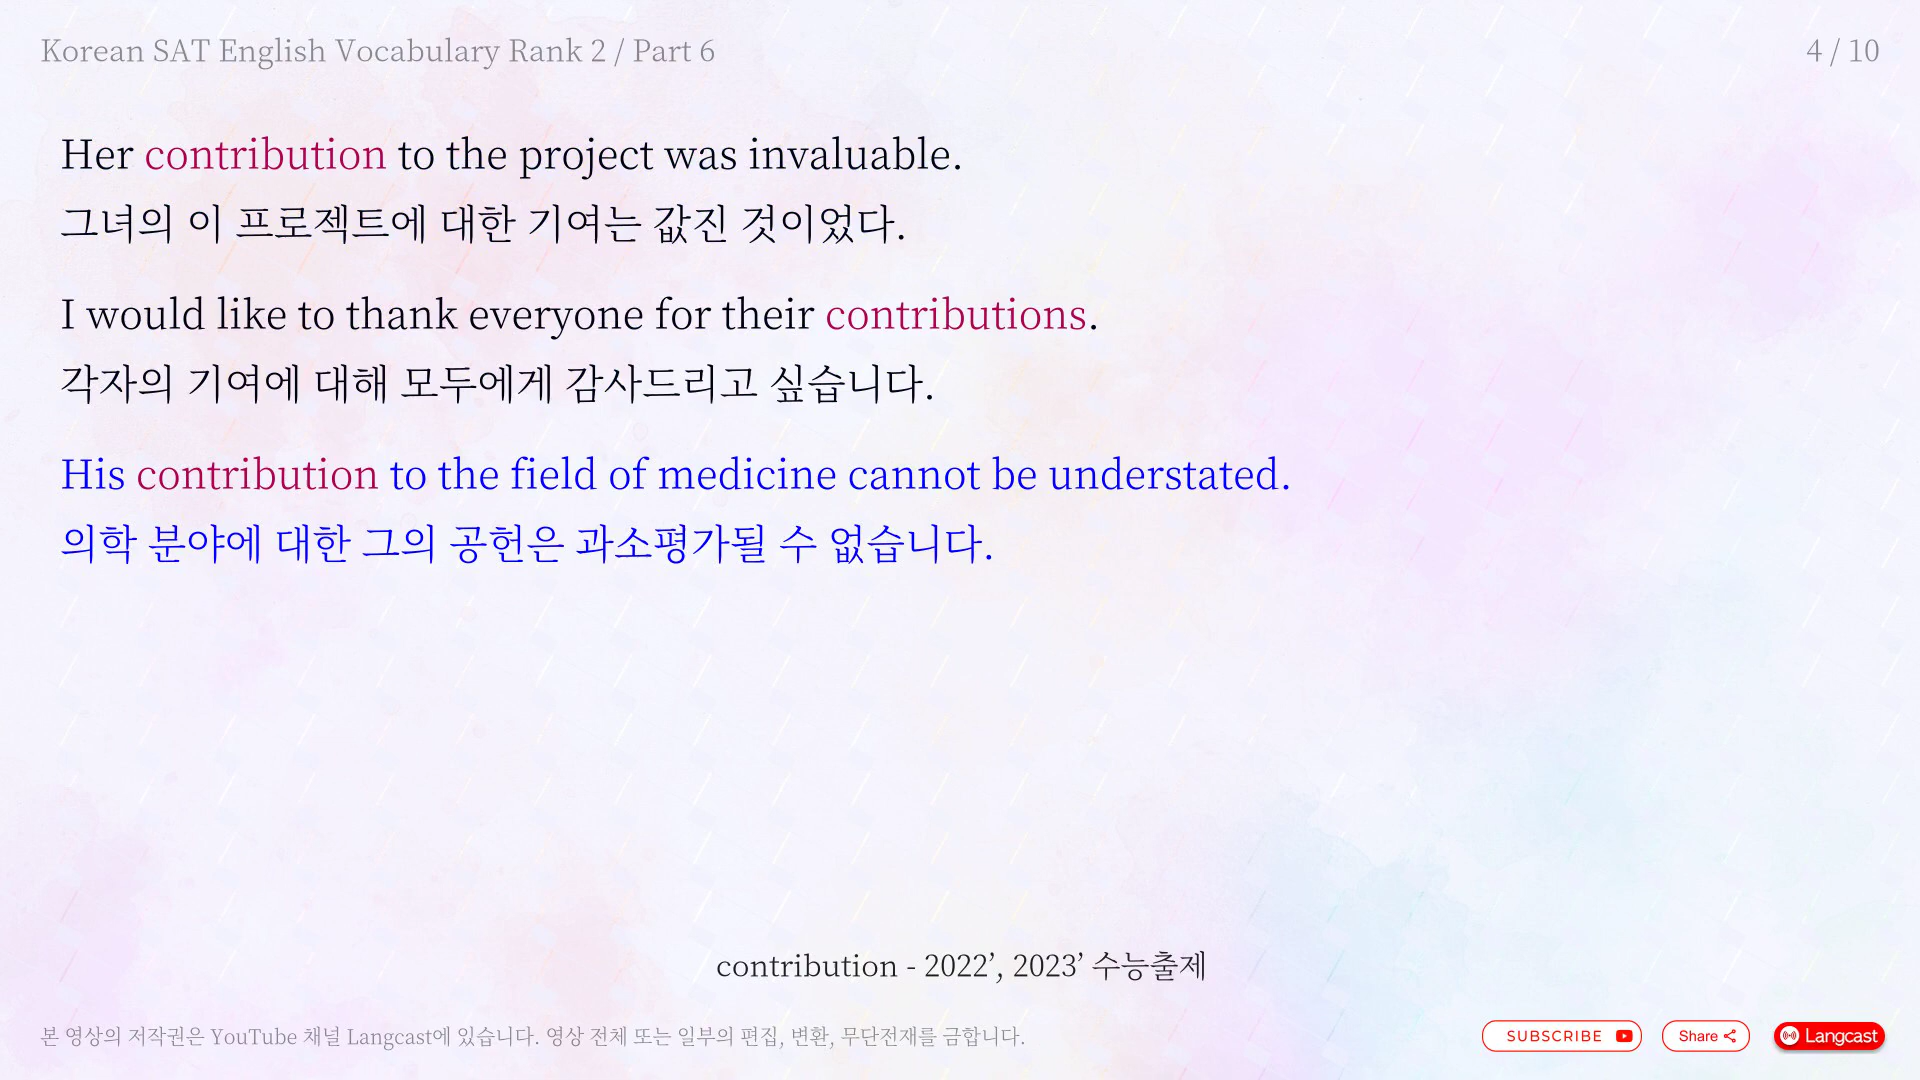 Korean SAT English Vocabulary Rank 2 / Part 6
4 / 10
Her contribution to the project was invaluable.
그녀의 이 프로젝트에 대한 기여는 값진 것이었다.
I would like to thank everyone for their contributions.
각자의 기여에 대해 모두에게 감사드리고 싶습니다.
His contribution to the field of medicine cannot be understated.
의학 분야에 대한 그의 공헌은 과소평가될 수 없습니다.
contribution - 2022’, 2023’ 수능출제
본 영상의 저작권은 YouTube 채널 Langcast에 있습니다. 영상 전체 또는 일부의 편집, 변환, 무단전재를 금합니다.
SUBSCRIBE
Share
Langcast